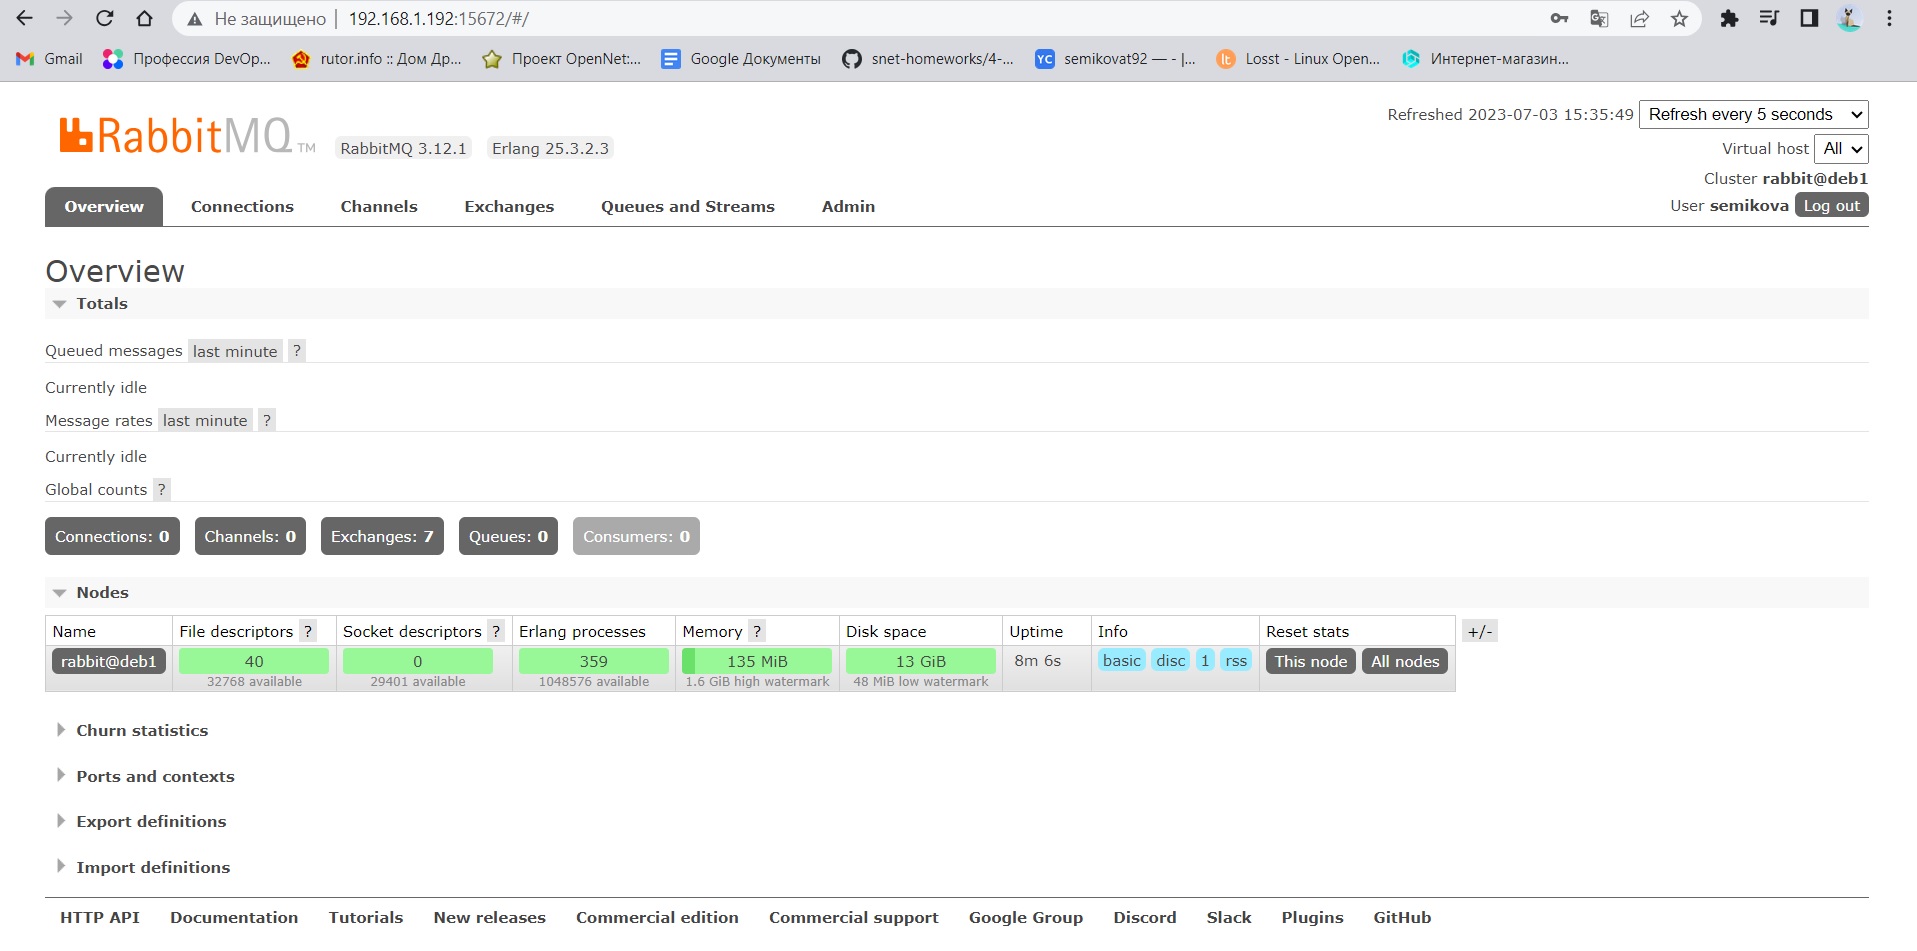 Не защищено | 192.168.1.192:15672/#/
Gmail Профессия DevOp... rutor.info :: Дом Др... Проект OpenNet:... Google Документы snet-homeworks/4-... YC semikovat92 — - |... lt Losst - Linux Open... Интернет-магазин...
Refreshed 2023-07-03 15:35:49 Refresh every 5 seconds
RabbitMQ TM RabbitMQ 3.12.1 Erlang 25.3.2.3
Virtual host All
Cluster rabbit@deb1
User semikova Log out
Overview Connections Channels Exchanges Queues and Streams Admin
Overview
Totals
Queued messages last minute ?
Currently idle
Message rates last minute ?
Currently idle
Global counts ?
Connections: 0 Channels: 0 Exchanges: 7 Queues: 0 Consumers: 0
Nodes
Name File descriptors ? Socket descriptors ? Erlang processes Memory ? Disk space Uptime Info Reset stats +/-
rabbit@deb1 40 0 359 135 MiB 13 GiB 8m 6s basic disc 1 rss This node All nodes
32768 available 29401 available 1048576 available 1.6 GiB high watermark 48 MiB low watermark
Churn statistics
Ports and contexts
Export definitions
Import definitions
HTTP API Documentation Tutorials New releases Commercial edition Commercial support Google Group Discord Slack Plugins GitHub